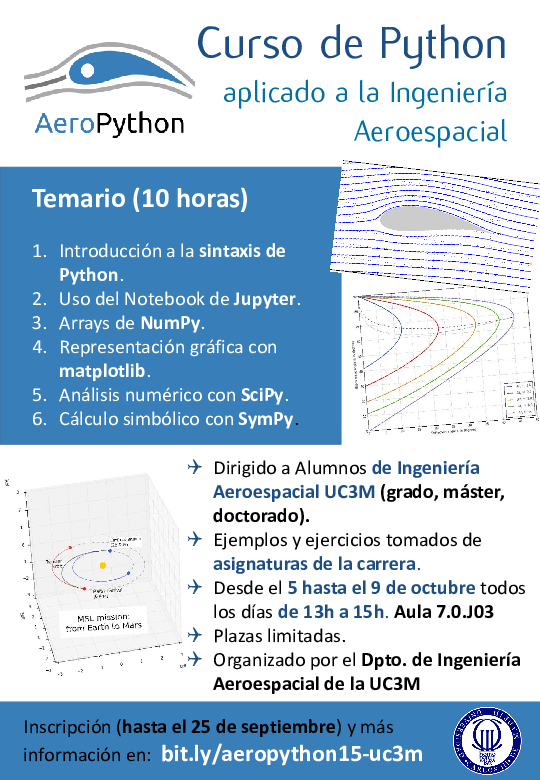 Curso de Python
aplicado a la Ingeniería
Aeroespacial
AeroPython
Temario (10 horas)
1. Introducción a la sintaxis de
Python.
2. Uso del Notebook de Jupyter.
3. Arrays de NumPy.
4. Representación gráfica con
matplotlib.
5. Análisis numérico con SciPy.
6. Cálculo simbólico con SymPy.
MSL mission:
from Earth to Mars
Dirigido a Alumnos de Ingeniería
Aeroespacial UC3M (grado, máster,
doctorado).
Ejemplos y ejercicios tomados de
asignaturas de la carrera.
Desde el 5 hasta el 9 de octubre todos
los días de 13h a 15h. Aula 7.0.J03
Plazas limitadas.
Organizado por el Dpto. de Ingeniería
Aeroespacial de la UC3M
Inscripción (hasta el 25 de septiembre) y más
información en: bit.ly/aeropython15-uc3m